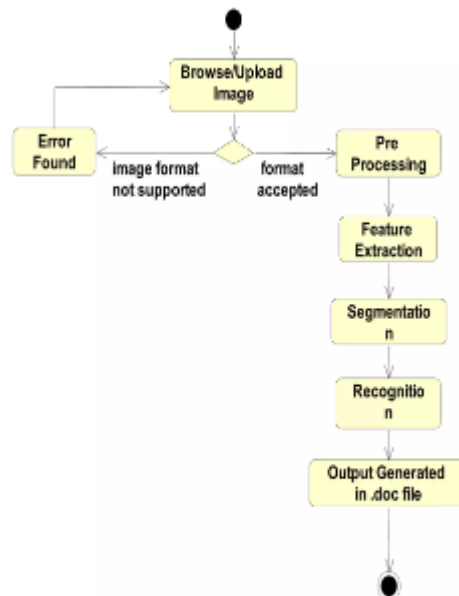 Browse/Upload
Image
Error
Found
image format
not supported
format
accepted
Pre
Processing
Feature
Extraction
Segmentatio
n
Recognitio
n
Output Generated
in .doc file